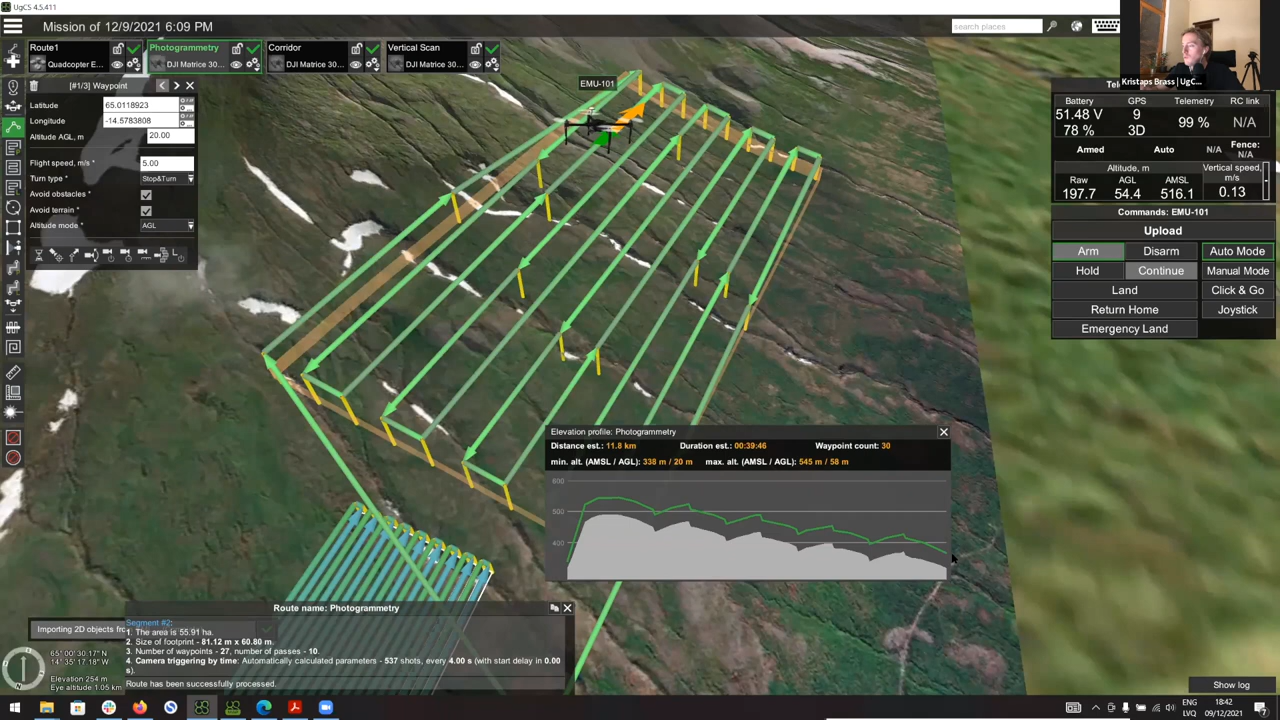 UgCS 4.5.411
Mission of 12/9/2021 6:09 PM
search places
Route1
Quadcopter E...
Photogrammetry
DJI Matrice 30...
Corridor
DJI Matrice 30...
Vertical Scan
DJI Matrice 30...
Kristaps Brass | UgC...
[#1/3] Waypoint
Latitude
65.0118923
Longitude
-14.5783808
Altitude AGL, m
20.00
Flight speed, m/s *
5.00
Turn type *
Stop&Turn
Avoid obstacles *
Avoid terrain *
Altitude mode *
AGL
EMU-101
Battery
GPS
Telemetry
RC link
51.48 V
78 %
9
3D
99 %
N/A
Armed
Auto
N/A
Fence:
N/A
Altitude, m
Vertical speed,
m/s
Raw
AGL
AMSL
197.7
54.4
516.1
0.13
Commands: EMU-101
Upload
Arm
Disarm
Auto Mode
Hold
Continue
Manual Mode
Land
Click & Go
Return Home
Joystick
Emergency Land
Elevation profile: Photogrammetry
Distance est.: 11.8 km
Duration est.: 00:39:46
Waypoint count: 30
min. alt. (AMSL / AGL): 338 m / 20 m
max. alt. (AMSL / AGL): 545 m / 58 m
600
500
400
Route name: Photogrammetry
Importing 2D objects
Segment #2:
1. The area is 55.91 ha.
2. Size of footprint - 81.12 m x 60.80 m.
3. Number of waypoints - 27, number of passes - 10.
4. Camera triggering by time: Automatically calculated parameters - 537 shots, every 4.00 s (with start delay in 0.00
s).
Route has been successfully processed.
65° 00' 30.17" N
14° 35' 17.18" W
Elevation 254 m
Eye altitude 1.05 km
Show log
ENG
LVQ
18:42
09/12/2021
7